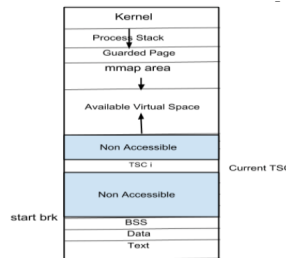 Kernel
Process Stack
Guarded Page
mmap area
Available Virtual Space
Non Accessible
TSC i
Current TSC
Non Accessible
start brk
BSS
Data
Text